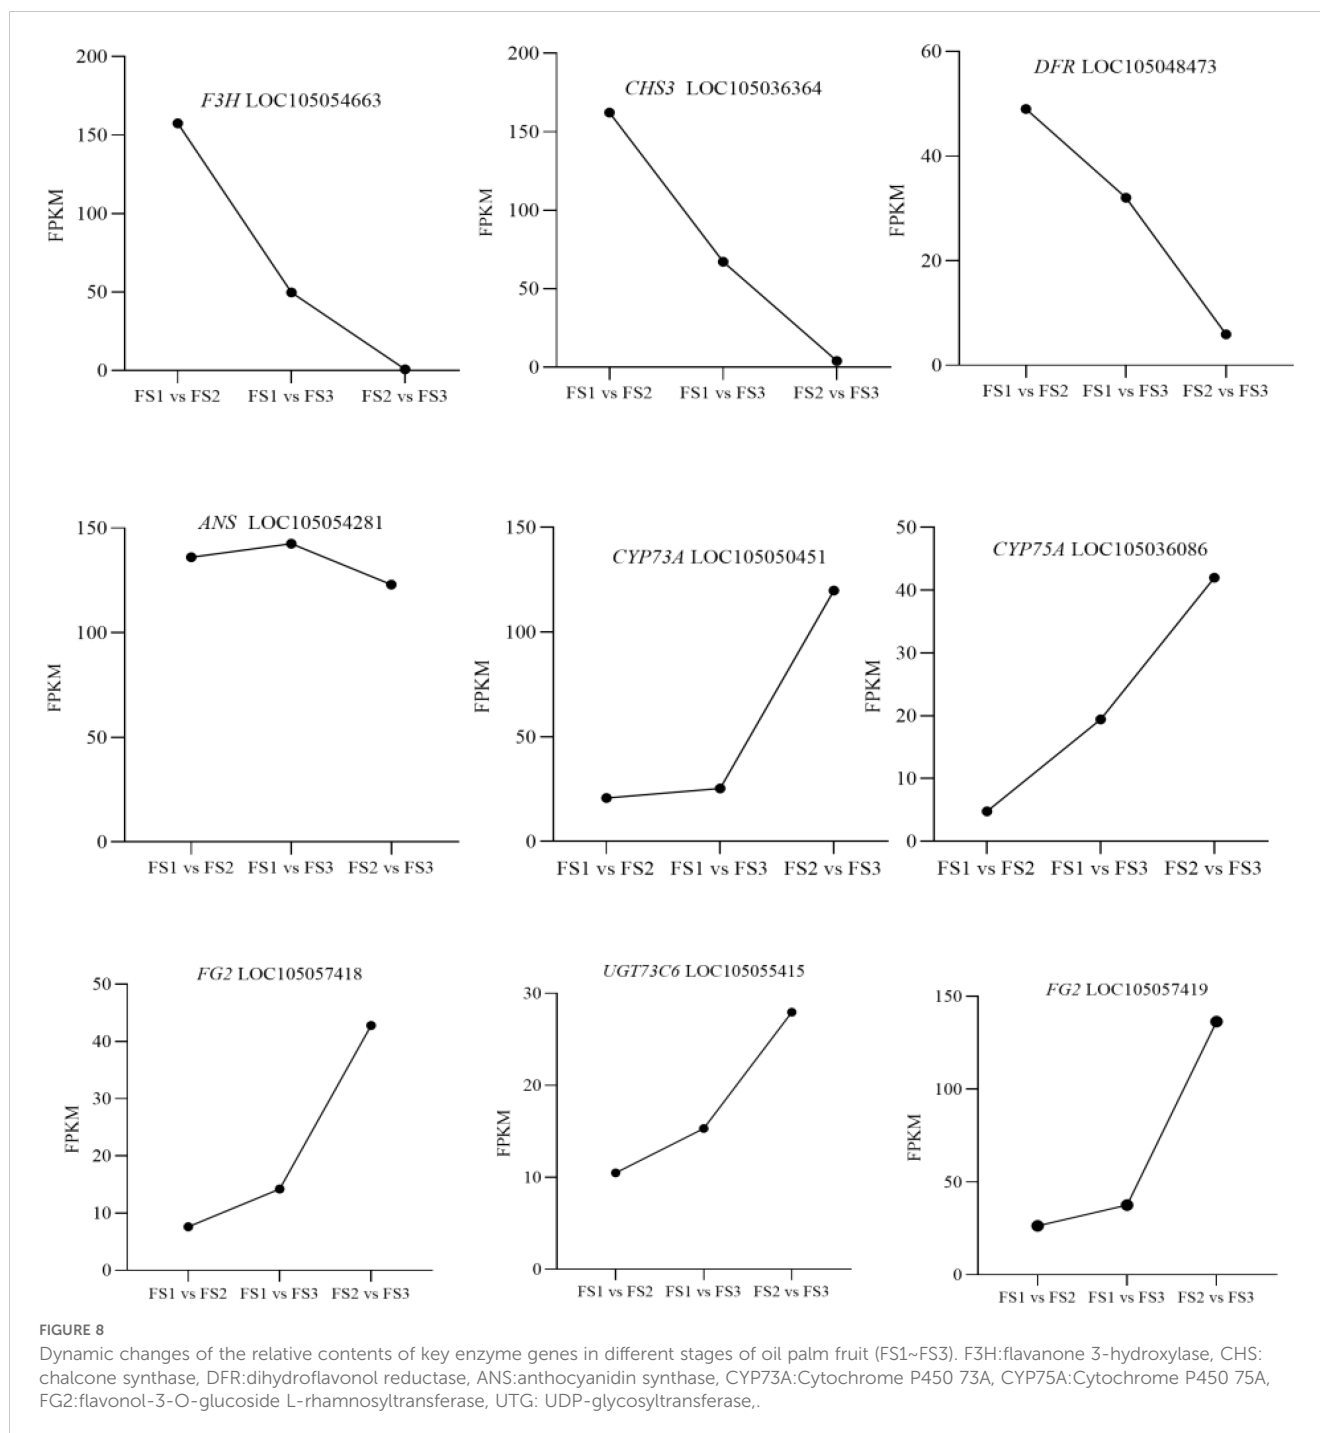 F3H LOC105054663
200
150
100
50
0
FPKM
FS1 vs FS2 FS1 vs FS3 FS2 vs FS3
CHS3 LOC105036364
200
150
100
50
0
FPKM
FS1 vs FS2 FS1 vs FS3 FS2 vs FS3
DFR LOC105048473
60
40
20
0
FPKM
FS1 vs FS2 FS1 vs FS3 FS2 vs FS3
ANS LOC105054281
150
100
50
0
FPKM
FS1 vs FS2 FS1 vs FS3 FS2 vs FS3
CYP73A LOC105050451
150
100
50
0
FPKM
FS1 vs FS2 FS1 vs FS3 FS2 vs FS3
CYP75A LOC105036086
50
40
30
20
10
0
FPKM
FS1 vs FS2 FS1 vs FS3 FS2 vs FS3
FG2 LOC105057418
50
40
30
20
10
0
FPKM
FS1 vs FS2 FS1 vs FS3 FS2 vs FS3
UGT73C6 LOC105055415
30
20
10
0
FPKM
FS1 vs FS2 FS1 vs FS3 FS2 vs FS3
FG2 LOC105057419
150
100
50
0
FPKM
FS1 vs FS2 FS1 vs FS3 FS2 vs FS3
FIGURE 8
Dynamic changes of the relative contents of key enzyme genes in different stages of oil palm fruit (FS1~FS3). F3H:flavanone 3-hydroxylase, CHS:
chalcone synthase, DFR:dihydroflavonol reductase, ANS:anthocyanidin synthase, CYP73A:Cytochrome P450 73A, CYP75A:Cytochrome P450 75A,
FG2:flavonol-3-O-glucoside L-rhamnosyltransferase, UTG: UDP-glycosyltransferase,.